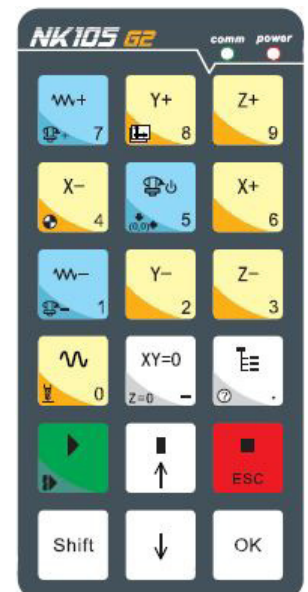 NK105 G2 comm power
+ Y+ Z+
+ 7 8 9
X- X+
4 (0,0) 5 6
— Y- Z-
- 1 2 3
XY=0
0 Z=0 - ? .
ESC
Shift OK